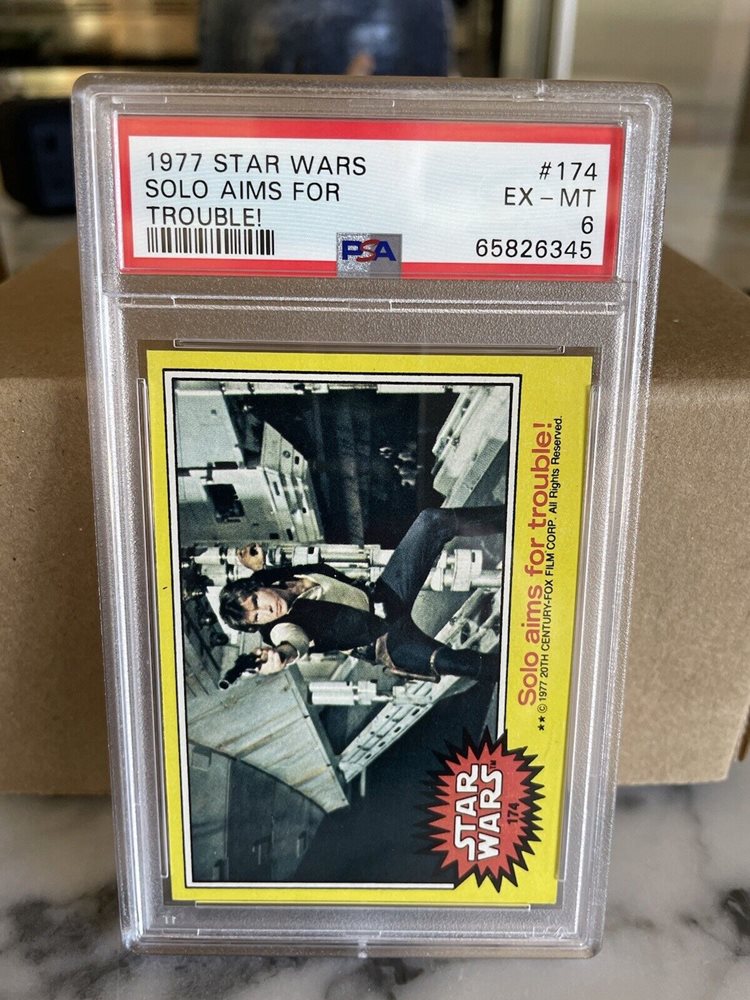 1977 STAR WARS #174
SOLO AIMS FOR EX - MT
TROUBLE! 6
PSA 65826345
Solo aims for trouble!
★★ © 1977 20TH CENTURY-FOX FILM CORP. All Rights Reserved.
STAR
WARS™
174